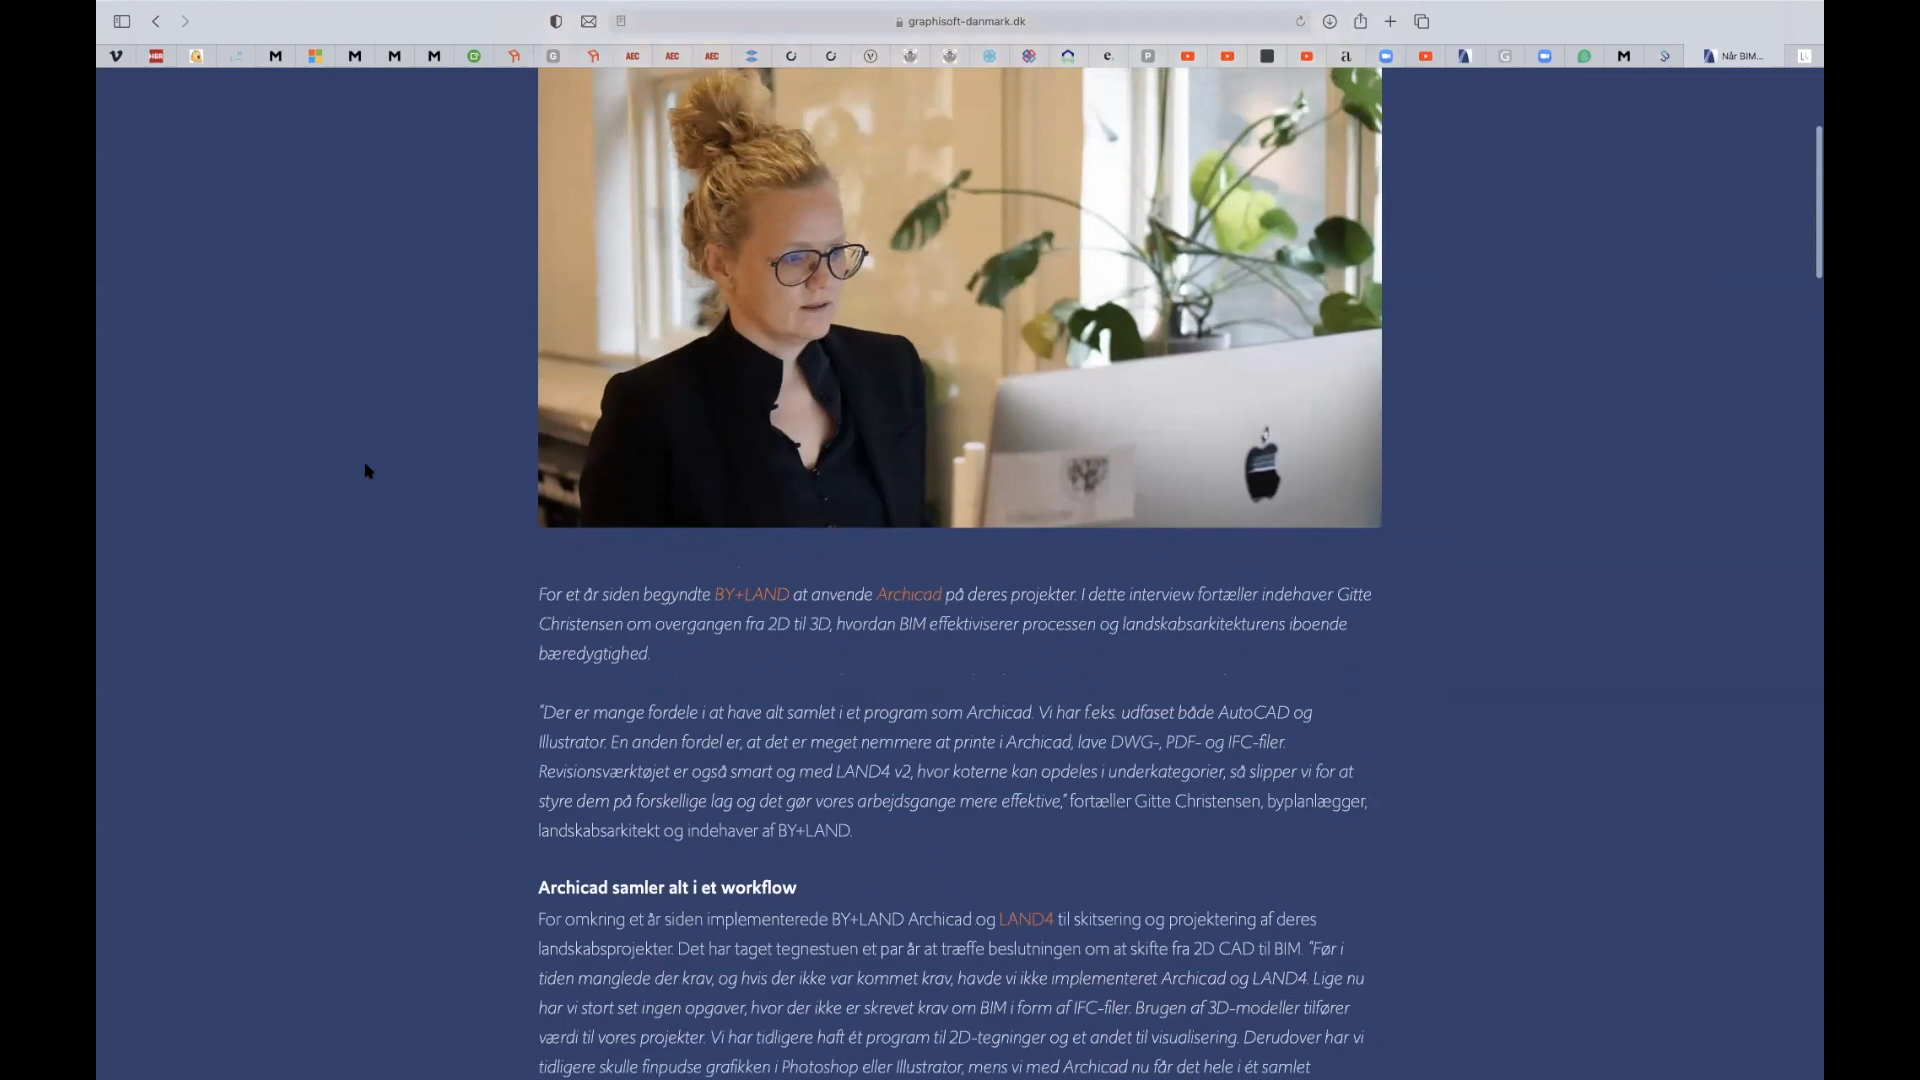 graphisoft-danmark.dk
HER
AEC
AEC
AEC
e.
P
a
Når BIM...
For et år siden begyndte BY+LAND at anvende Archicad på deres projekter. I dette interview fortæller indehaver Gitte
Christensen om overgangen fra 2D til 3D, hvordan BIM effektiviserer processen og landskabsarkitekturens iboende
bæredygtighed.
“Der er mange fordele i at have alt samlet i et program som Archicad. Vi har f.eks. udfaset både AutoCAD og
Illustrator. En anden fordel er, at det er meget nemmere at printe i Archicad, lave DWG-, PDF- og IFC-filer.
Revisionsværktøjet er også smart og med LAND4 v2, hvor koterne kan opdeles i underkategorier, så slipper vi for at
styre dem på forskellige lag og det gør vores arbejdsgange mere effektive,” fortæller Gitte Christensen, byplanlægger,
landskabsarkitekt og indehaver af BY+LAND.
Archicad samler alt i et workflow
For omkring et år siden implementerede BY+LAND Archicad og LAND4 til skitsering og projektering af deres
landskabsprojekter. Det har taget tegnestuen et par år at træffe beslutningen om at skifte fra 2D CAD til BIM. “Før i
tiden manglede der krav, og hvis der ikke var kommet krav, havde vi ikke implementeret Archicad og LAND4. Lige nu
har vi stort set ingen opgaver, hvor der ikke er skrevet krav om BIM i form af IFC-filer. Brugen af 3D-modeller tilfører
værdi til vores projekter. Vi har tidligere haft ét program til 2D-tegninger og et andet til visualisering. Derudover har vi
tidligere skulle finpudse grafikken i Photoshop eller Illustrator, mens vi med Archicad nu får det hele i ét samlet